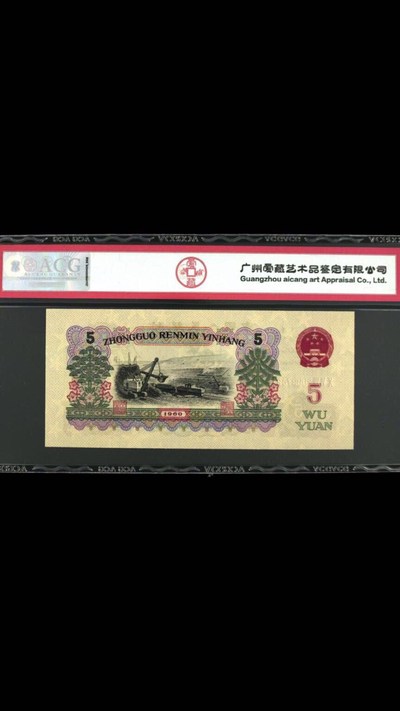 ACG
广州爱藏艺术品鉴定有限公司
Guangzhou aicang art Appraisal Co., Ltd.
5
ZHONGGUO RENMIN YINHANG
5
5
WU
YUAN
1960